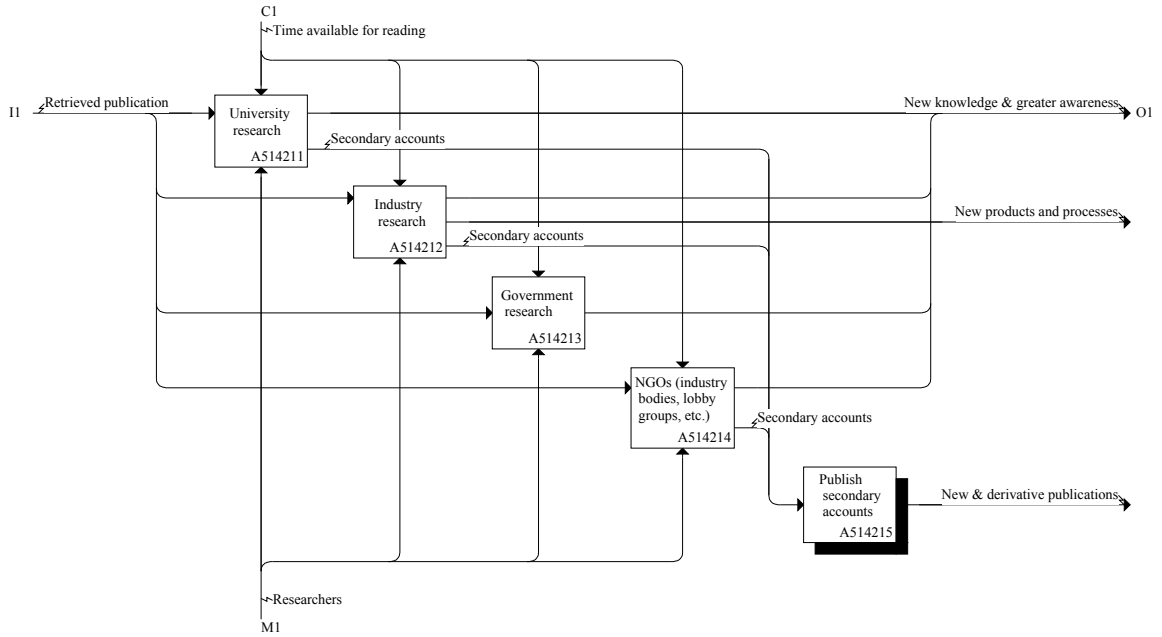 C1
Time available for reading
I1
Retrieved publication
New knowledge & greater awareness
O1
University
research
A514211
Secondary accounts
Industry
research
A514212
New products and processes
Secondary accounts
Government
research
A514213
NGOs (industry
bodies, lobby
groups, etc.)
A514214
Secondary accounts
Publish
secondary
accounts
A514215
New & derivative publications
Researchers
M1